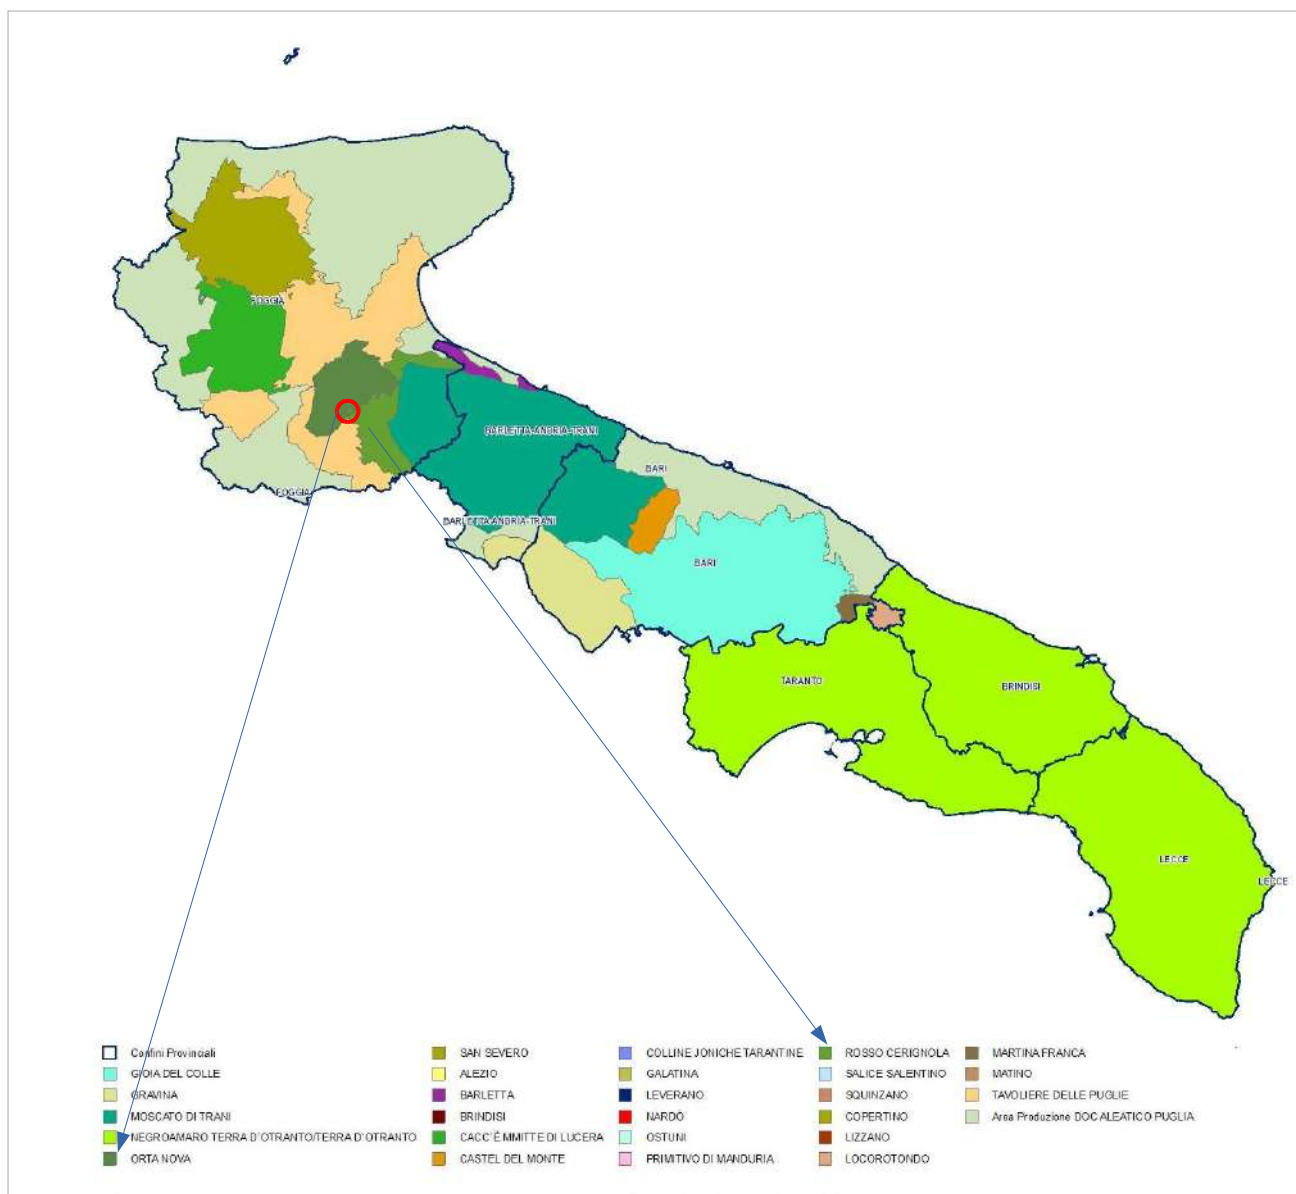 FOGGIA
BARLETTA-ANDRIA-TRANI
BARI
FOGGIA
BARLETTA-ANDRIA-TRANI
BARI
TARANTO
BRINDISI
LECCE
LECCE
Confini Provinciali
GIOIA DEL COLLE
GRAVINA
MOSCATO DI TRANI
NEGROAMARO TERRA D'OTRANTO/TERRA D'OTRANTO
ORTA NOVA
SAN SEVERO
ALEZIO
BARLETTA
BRINDISI
CACC'È MMITTE DI LUCERA
CASTEL DEL MONTE
COLLINE JONICHE TARANTINE
GALATINA
LEVERANO
NARDÒ
OSTUNI
PRIMITIVO DI MANDURIA
ROSSO CERIGNOLA
SALICE SALENTINO
SQUINZANO
COPERTINO
LIZZANO
LOCOROTONDO
MARTINA FRANCA
MATINO
TAVOLIERE DELLE PUGLIE
Area Produzione DOC ALEATICO PUGLIA